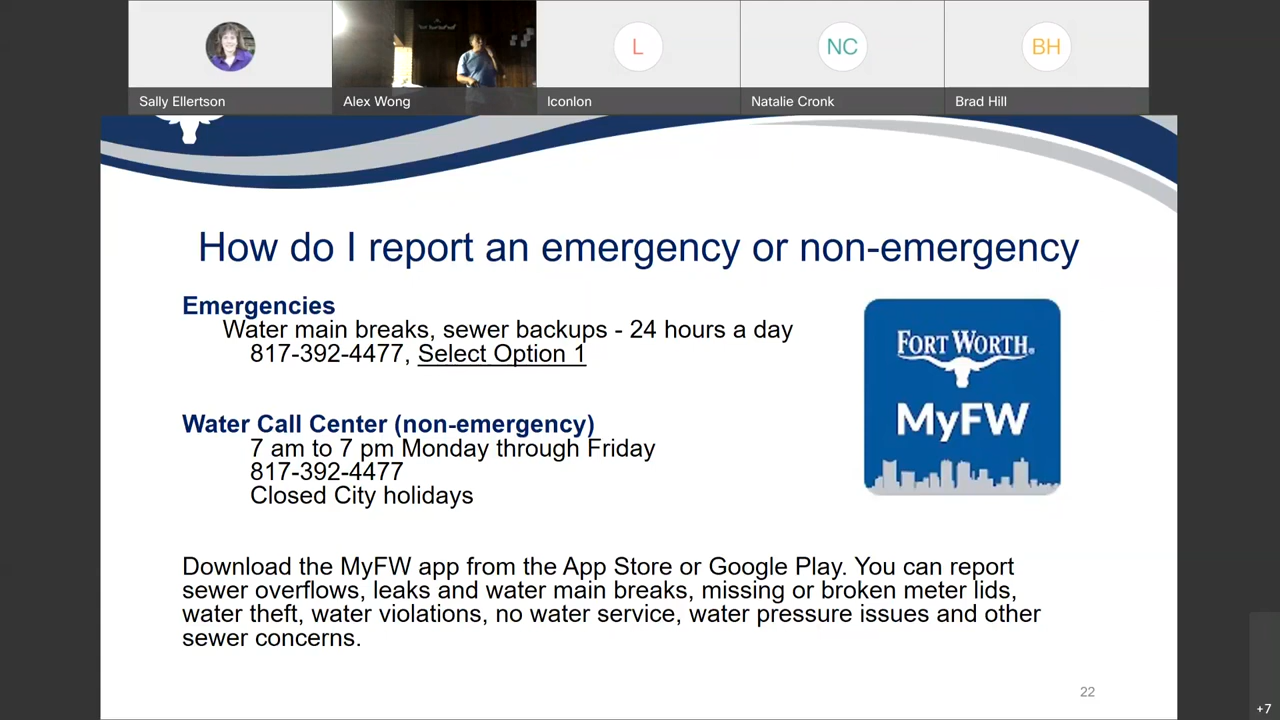 L
NC
BH
Sally Ellertson
Alex Wong
Iconlon
Natalie Cronk
Brad Hill
How do I report an emergency or non-emergency
Emergencies
Water main breaks, sewer backups - 24 hours a day
817-392-4477, Select Option 1
FORT WORTH®
MyFW
Water Call Center (non-emergency)
7 am to 7 pm Monday through Friday
817-392-4477
Closed City holidays
Download the MyFW app from the App Store or Google Play. You can report
sewer overflows, leaks and water main breaks, missing or broken meter lids,
water theft, water violations, no water service, water pressure issues and other
sewer concerns.
22
+7